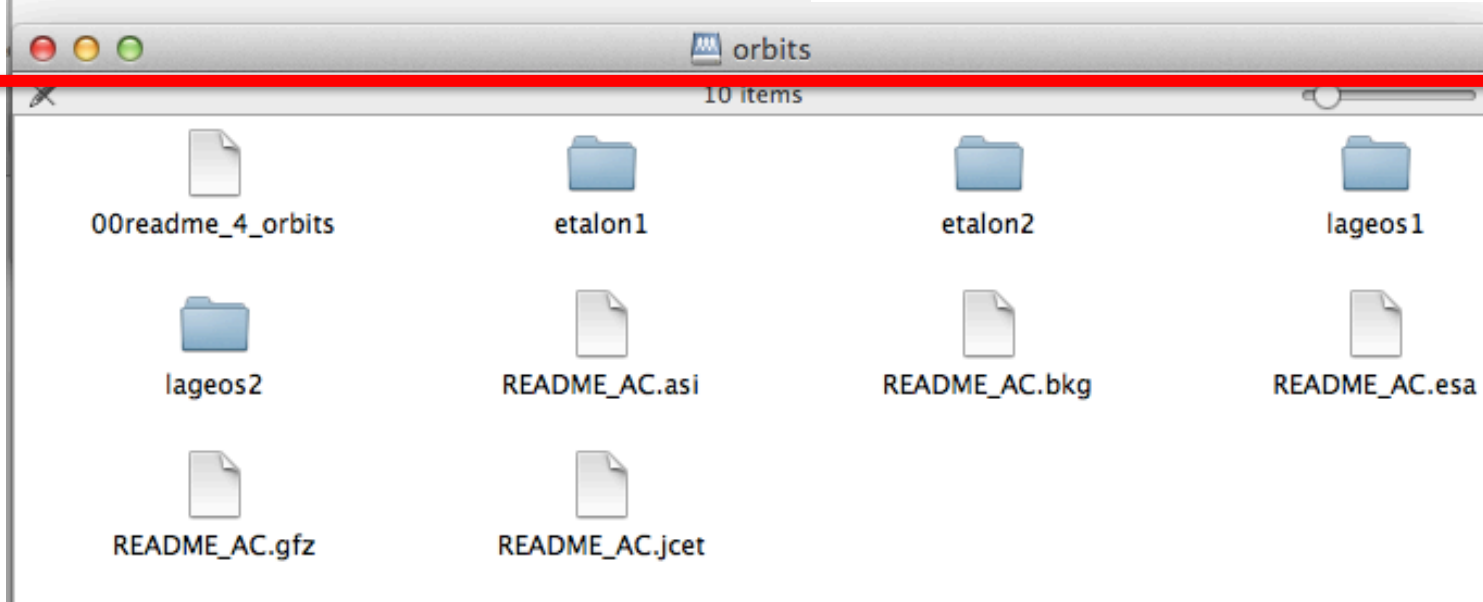 orbits
10 items
00readme_4_orbits etalon1 etalon2 lageos1
lageos2 README_AC.asi README_AC.bkg README_AC.esa
README_AC.gfz README_AC.jcet